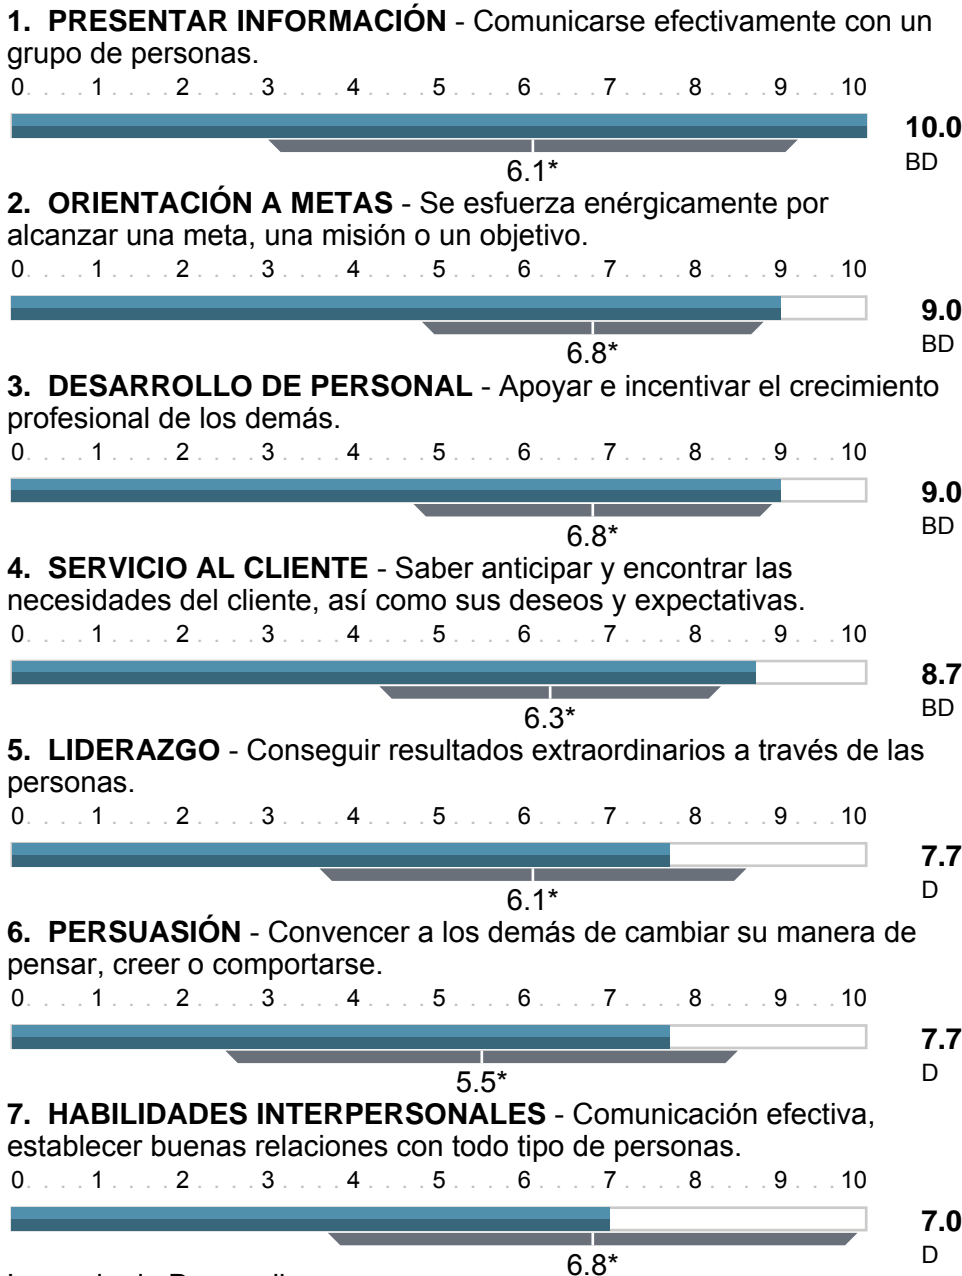 1. PRESENTAR INFORMACIÓN - Comunicarse efectivamente con un
grupo de personas.
0. . . . 1 . . . . 2 . . . . 3 . . . . 4 . . . . 5 . . . . 6 . . . . 7 . . . . 8 . . . . 9 . . . 10
10.0
BD
6.1*
2. ORIENTACIÓN A METAS - Se esfuerza enérgicamente por
alcanzar una meta, una misión o un objetivo.
0. . . . 1 . . . . 2 . . . . 3 . . . . 4 . . . . 5 . . . . 6 . . . . 7 . . . . 8 . . . . 9 . . . 10
9.0
BD
6.8*
3. DESARROLLO DE PERSONAL - Apoyar e incentivar el crecimiento
profesional de los demás.
0. . . . 1 . . . . 2 . . . . 3 . . . . 4 . . . . 5 . . . . 6 . . . . 7 . . . . 8 . . . . 9 . . . 10
9.0
BD
6.8*
4. SERVICIO AL CLIENTE - Saber anticipar y encontrar las
necesidades del cliente, así como sus deseos y expectativas.
0. . . . 1 . . . . 2 . . . . 3 . . . . 4 . . . . 5 . . . . 6 . . . . 7 . . . . 8 . . . . 9 . . . 10
8.7
BD
6.3*
5. LIDERAZGO - Conseguir resultados extraordinarios a través de las
personas.
0. . . . 1 . . . . 2 . . . . 3 . . . . 4 . . . . 5 . . . . 6 . . . . 7 . . . . 8 . . . . 9 . . . 10
7.7
D
6.1*
6. PERSUASIÓN - Convencer a los demás de cambiar su manera de
pensar, creer o comportarse.
0. . . . 1 . . . . 2 . . . . 3 . . . . 4 . . . . 5 . . . . 6 . . . . 7 . . . . 8 . . . . 9 . . . 10
7.7
D
5.5*
7. HABILIDADES INTERPERSONALES - Comunicación efectiva,
establecer buenas relaciones con todo tipo de personas.
0. . . . 1 . . . . 2 . . . . 3 . . . . 4 . . . . 5 . . . . 6 . . . . 7 . . . . 8 . . . . 9 . . . 10
7.0
D
6.8*